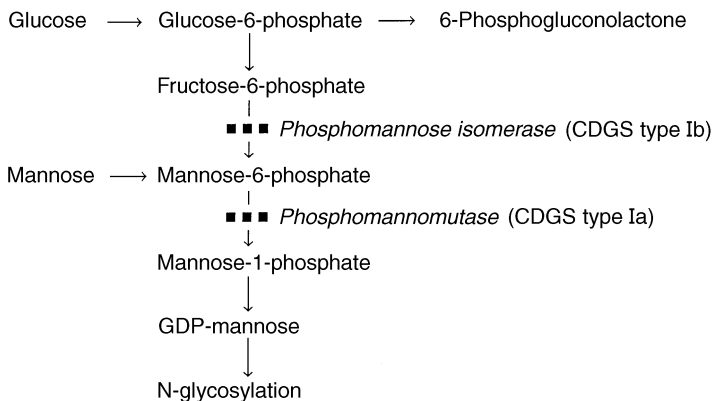 Glucose → Glucose-6-phosphate → 6-Phosphogluconolactone
Fructose-6-phosphate
Phosphomannose isomerase (CDGS type Ib)
Mannose → Mannose-6-phosphate
Phosphomannomutase (CDGS type Ia)
Mannose-1-phosphate
GDP-mannose
N-glycosylation